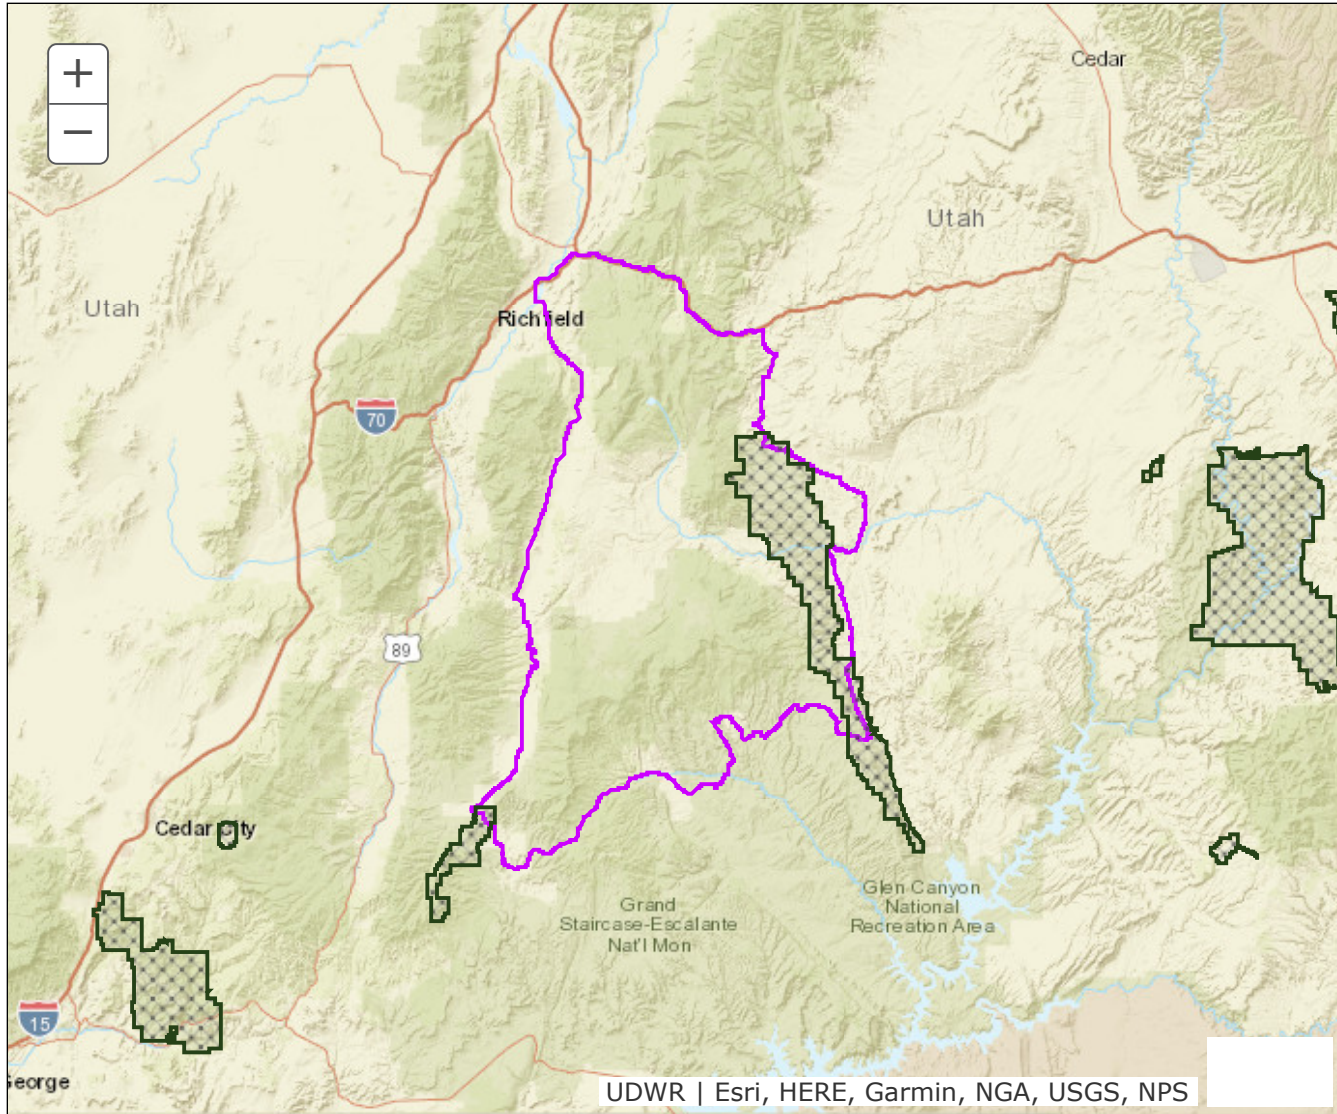 +
Cedar
−
Utah
Utah
Richfield
70
89
Cedar City
Glen Canyon
National
Recreation Area
Grand
Staircase-Escalante
Nat'l Mon
15
George
UDWR | Esri, HERE, Garmin, NGA, USGS, NPS